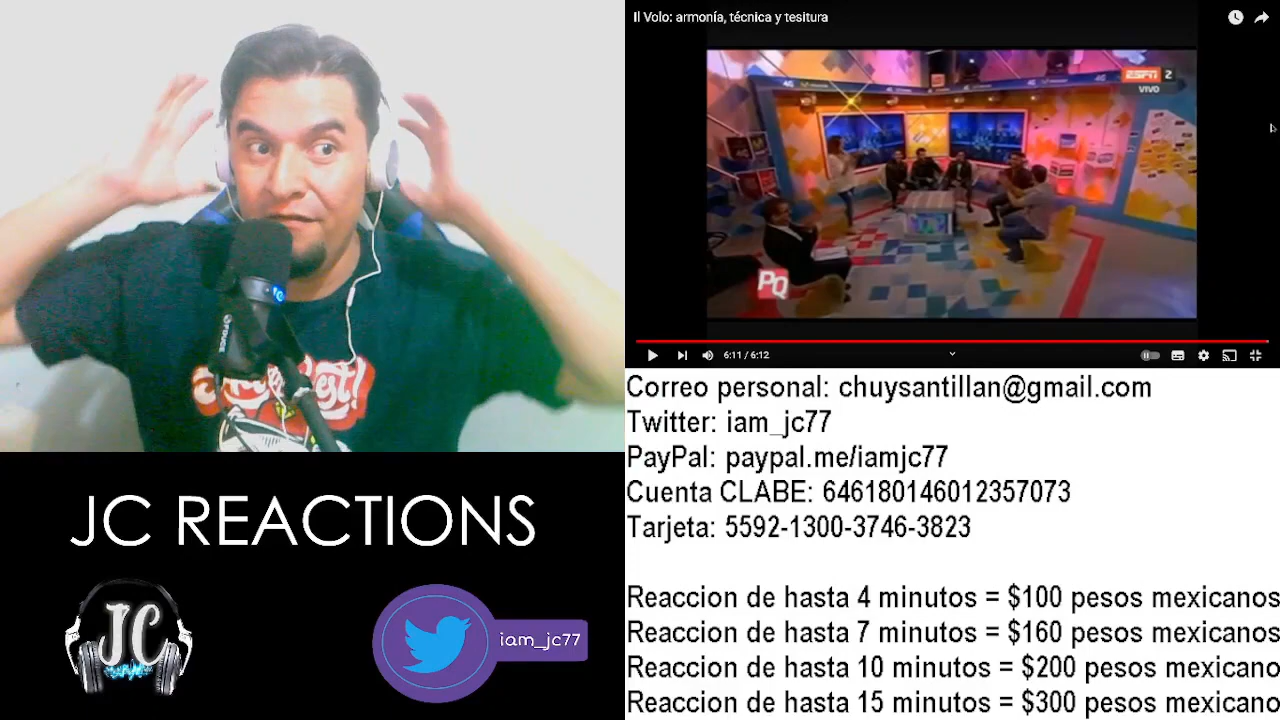 Il Volo: armonía, técnica y tesitura
ESPN 2
VIVO
PQ
6:11 / 6:12
Correo personal: chuysantillan@gmail.com
Twitter: iam_jc77
PayPal: paypal.me/iamjc77
Cuenta CLABE: 646180146012357073
Tarjeta: 5592-1300-3746-3823
Reaccion de hasta 4 minutos = $100 pesos mexicanos
Reaccion de hasta 7 minutos = $160 pesos mexicanos
Reaccion de hasta 10 minutos = $200 pesos mexicano
Reaccion de hasta 15 minutos = $300 pesos mexicano
JC REACTIONS
JC
iam_jc77